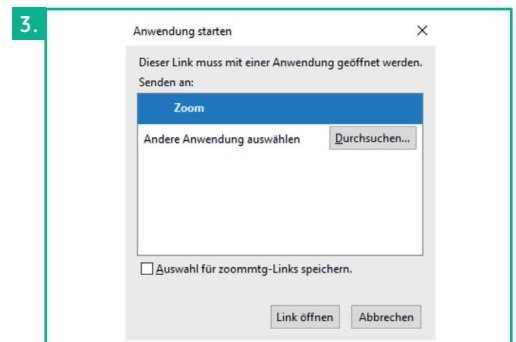 3.
Anwendung starten
Dieser Link muss mit einer Anwendung geöffnet werden.
Senden an:
Zoom
Andere Anwendung auswählen Durchsuchen...
Auswahl für zoommtg-Links speichern.
Link öffnen Abbrechen